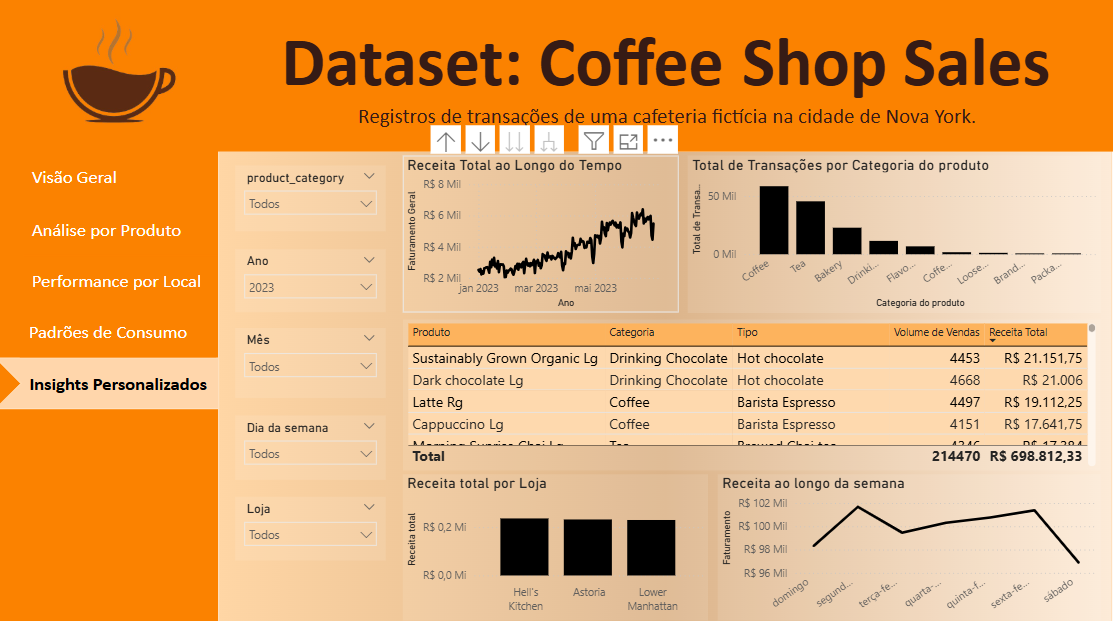 Dataset: Coffee Shop Sales
Registros de transações de uma cafeteria fictícia na cidade de Nova York.
Visão Geral
Análise por Produto
Performance por Local
Padrões de Consumo
Insights Personalizados
product_category
Todos
Ano
2023
Mês
Todos
Dia da semana
Todos
Loja
Todos
Receita Total ao Longo do Tempo
Faturamento Geral
R$ 8 Mil
R$ 6 Mil
R$ 4 Mil
R$ 2 Mil
jan 2023 mar 2023 mai 2023
Ano
Total de Transações por Categoria do produto
Total de Transa...
50 Mil
0 Mil
Coffee Tea Bakery Drinki... Flavo... Coffe... Loose... Brand... Packa...
Categoria do produto
Produto Categoria Tipo Volume de Vendas Receita Total
Sustainably Grown Organic Lg Drinking Chocolate Hot chocolate 4453 R$ 21.151,75
Dark chocolate Lg Drinking Chocolate Hot chocolate 4668 R$ 21.006
Latte Rg Coffee Barista Espresso 4497 R$ 19.112,25
Cappuccino Lg Coffee Barista Espresso 4151 R$ 17.641,75
Morning Sunrise Chai Lg Tea Brewed Chai tea 4346 R$ 17.384
Total 214470 R$ 698.812,33
Receita total por Loja
Receita total
R$ 0,2 Mi
R$ 0,0 Mi
Hell's Astoria Lower
Kitchen Manhattan
Receita ao longo da semana
Faturamento
R$ 102 Mil
R$ 100 Mil
R$ 98 Mil
R$ 96 Mil
domingo segund... terça-fe... quarta-... quinta-f... sexta-fe... sábado